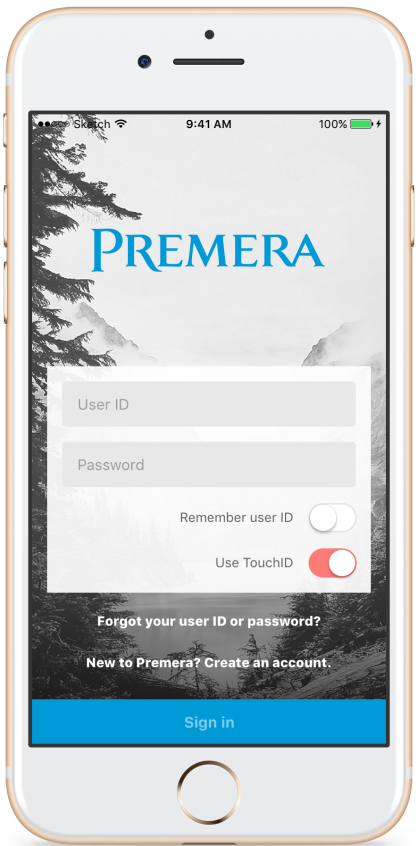 Sketch 9:41 AM 100%
PREMERA
User ID
Password
Remember user ID
Use TouchID
Forgot your user ID or password?
New to Premera? Create an account.
Sign in